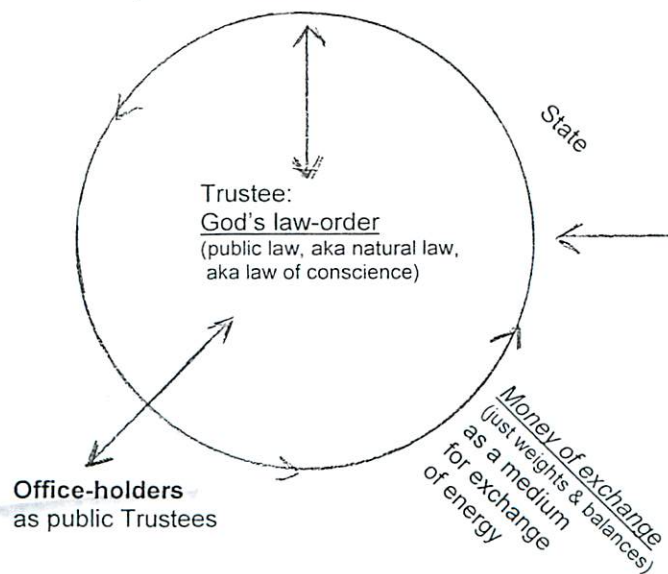 State
Trustee:
God's law-order
(public law, aka natural law,
aka law of conscience)
Money of exchange
(just weights & balances)
as a medium
for exchange
of energy
Office-holders
as public Trustees